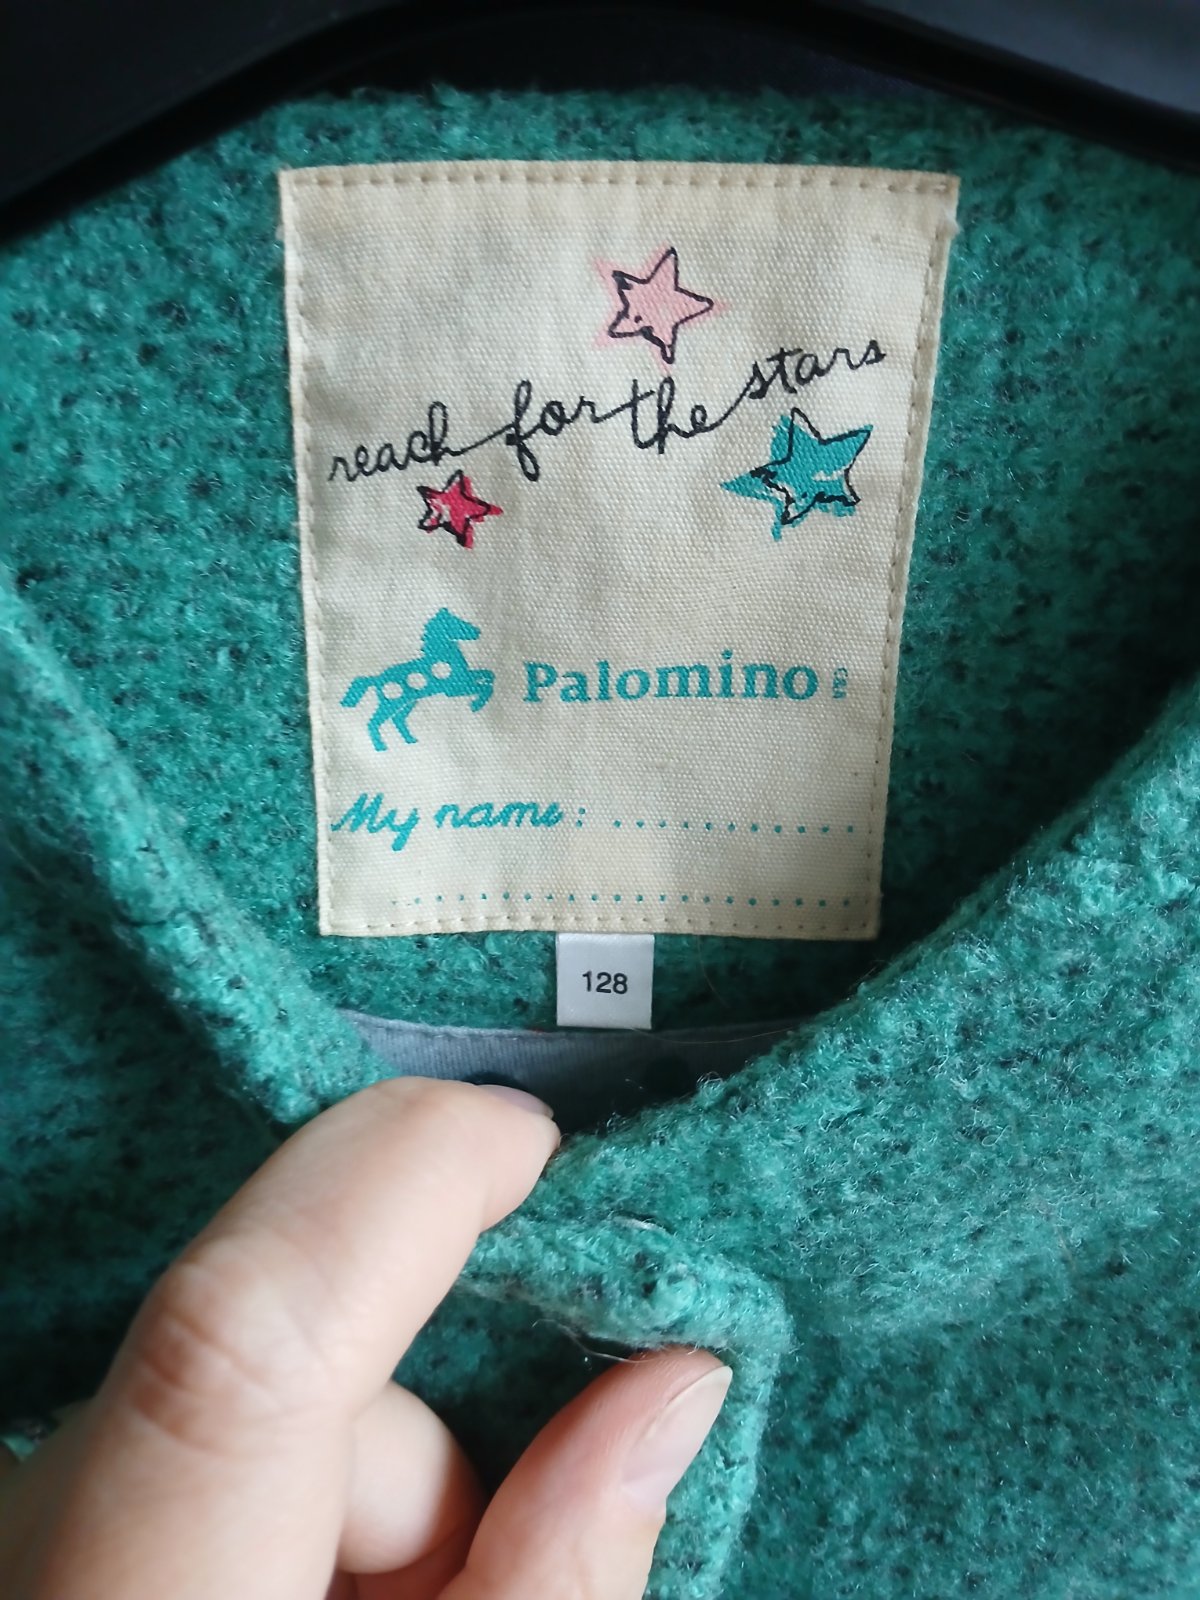 reach for the stars
Palomino
My name: ............
......................
128